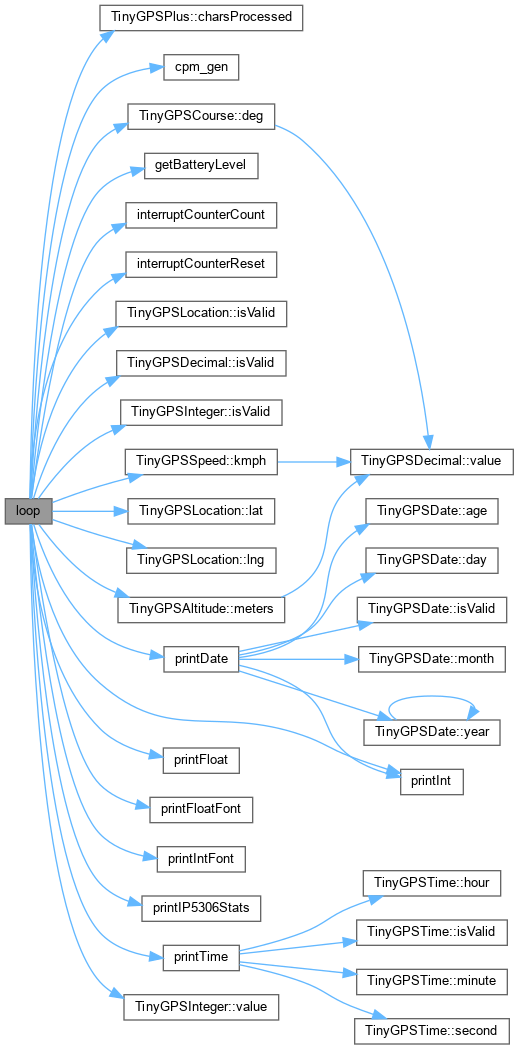 TinyGPSPlus::charsProcessed
cpm_gen
TinyGPSCourse::deg
getBatteryLevel
interruptCounterCount
interruptCounterReset
TinyGPSLocation::isValid
TinyGPSDecimal::isValid
TinyGPSInteger::isValid
TinyGPSSpeed::kmph
TinyGPSDecimal::value
loop
TinyGPSLocation::lat
TinyGPSDate::age
TinyGPSLocation::lng
TinyGPSDate::day
TinyGPSAltitude::meters
TinyGPSDate::isValid
printDate
TinyGPSDate::month
TinyGPSDate::year
printFloat
printInt
printFloatFont
printIntFont
TinyGPSTime::hour
printIP5306Stats
TinyGPSTime::isValid
printTime
TinyGPSTime::minute
TinyGPSInteger::value
TinyGPSTime::second